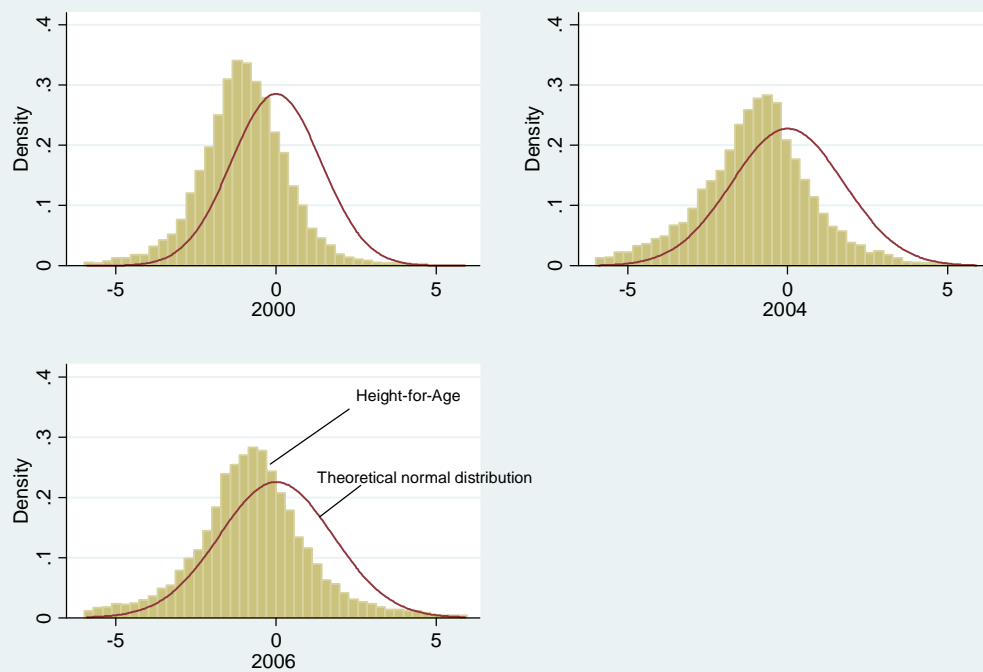 .4
.3
.2
.1
0
Density
-5 0 5
2000
.4
.3
.2
.1
0
Density
-5 0 5
2004
.4
.3
.2
.1
0
Density
Height-for-Age
Theoretical normal distribution
-5 0 5
2006